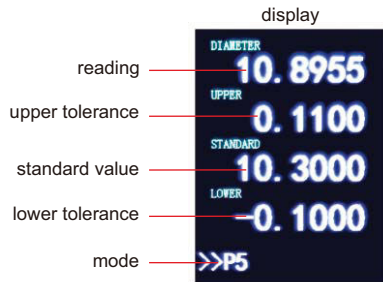 display
DIAMETER
reading
10.8955
UPPER
upper tolerance
0.1100
STANDARD
standard value
10.3000
LOWER
lower tolerance
-0.1000
mode
>>P5